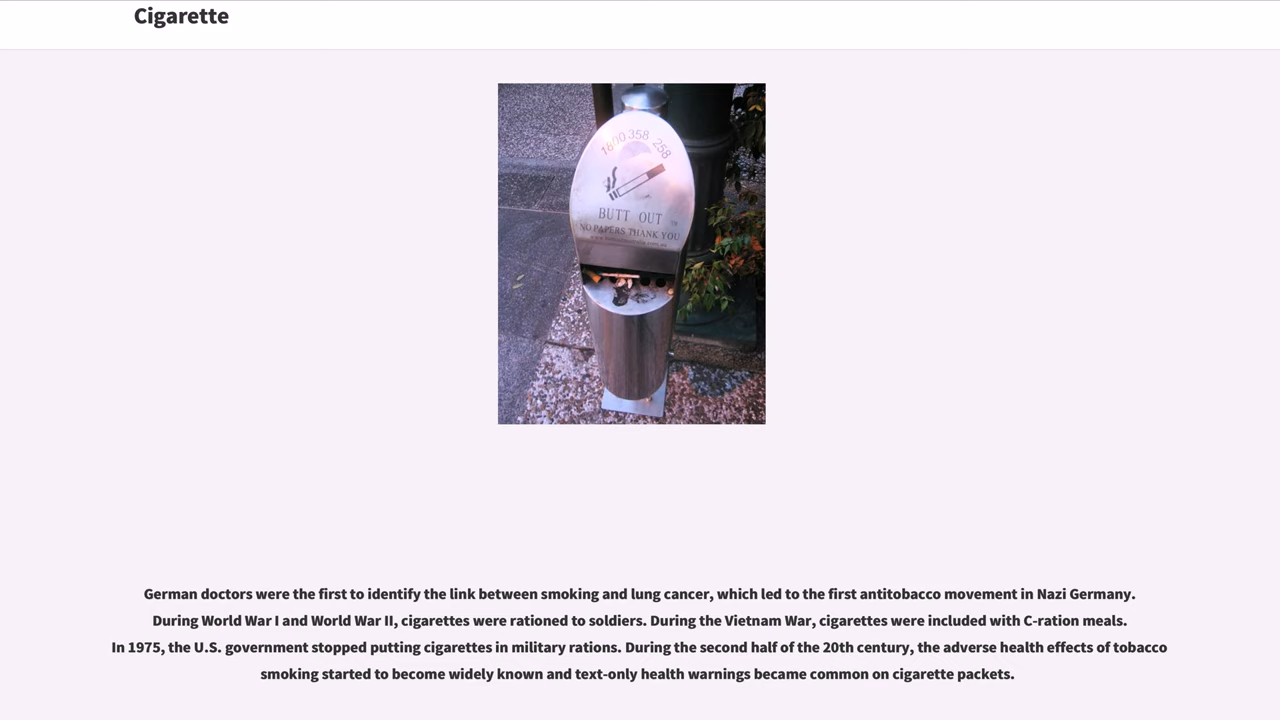 Cigarette
1800 358 258
BUTT OUT
NO PAPERS THANK YOU
German doctors were the first to identify the link between smoking and lung cancer, which led to the first antitobacco movement in Nazi Germany.
During World War I and World War II, cigarettes were rationed to soldiers. During the Vietnam War, cigarettes were included with C-ration meals.
In 1975, the U.S. government stopped putting cigarettes in military rations. During the second half of the 20th century, the adverse health effects of tobacco
smoking started to become widely known and text-only health warnings became common on cigarette packets.